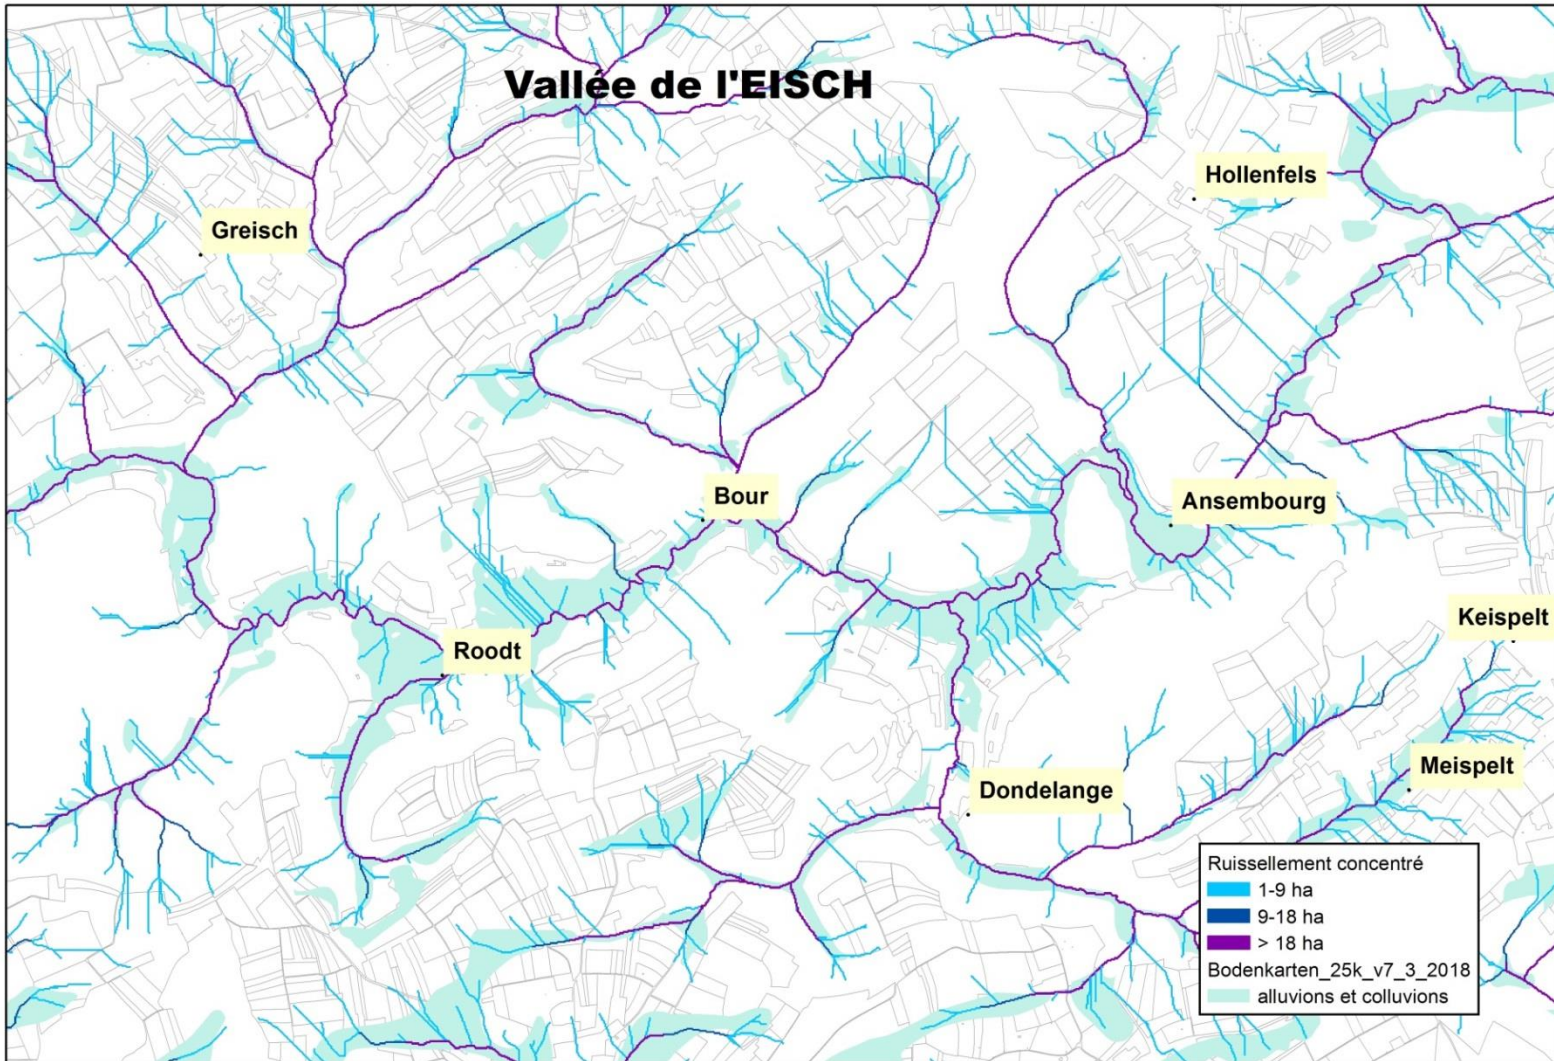 Vallée de l'EISCH
Hollenfels
Greisch
Bour
Ansembourg
Keispelt
Roodt
Meispelt
Dondelange
Ruissellement concentré
1-9 ha
9-18 ha
> 18 ha
Bodenkarten_25k_v7_3_2018
alluvions et colluvions